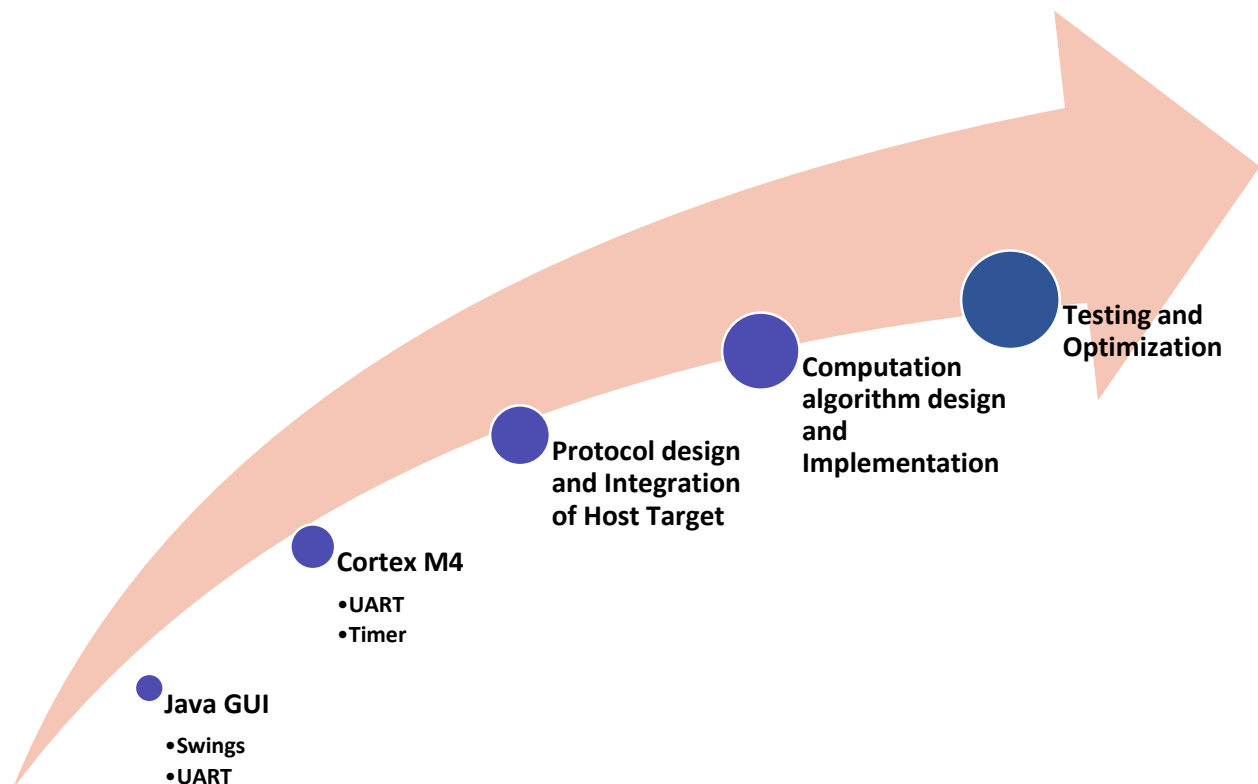 Java GUI
•Swings
•UART
Cortex M4
•UART
•Timer
Protocol design
and Integration
of Host Target
Computation
algorithm design
and
Implementation
Testing and
Optimization